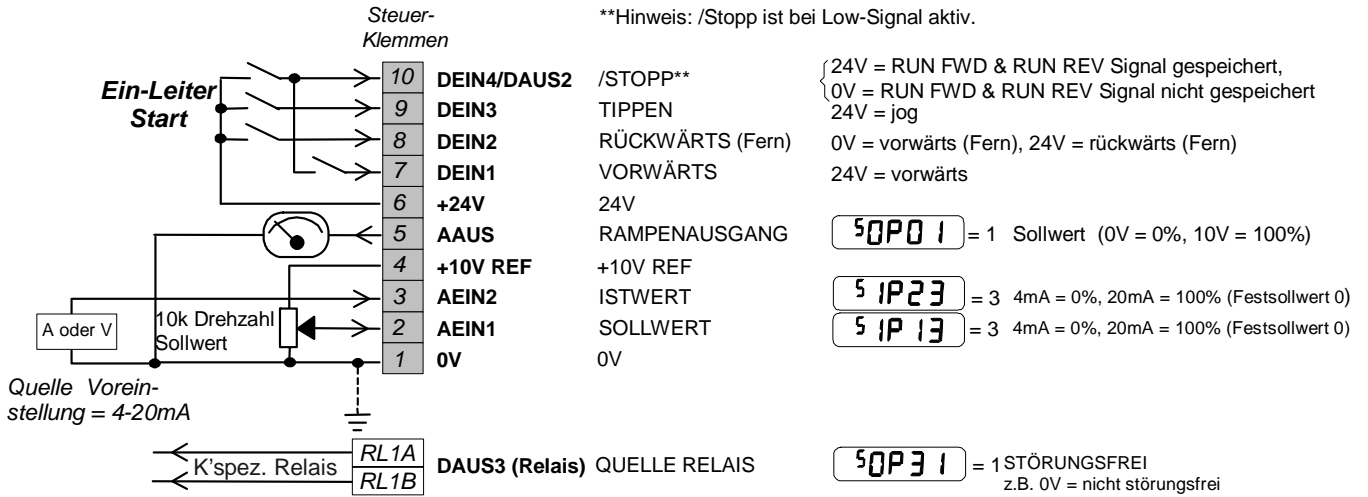 Steuer-
Klemmen
**Hinweis: /Stopp ist bei Low-Signal aktiv.
Ein-Leiter
Start
10 DEIN4/DAUS2 /STOPP** 24V = RUN FWD & RUN REV Signal gespeichert,
0V = RUN FWD & RUN REV Signal nicht gespeichert
9 DEIN3 TIPPEN 24V = jog
8 DEIN2 RÜCKWÄRTS (Fern) 0V = vorwärts (Fern), 24V = rückwärts (Fern)
7 DEIN1 VORWÄRTS 24V = vorwärts
6 +24V 24V
5 AAUS RAMPENAUSGANG SOP01 = 1 Sollwert (0V = 0%, 10V = 100%)
4 +10V REF +10V REF
3 AEIN2 ISTWERT SIP23 = 3 4mA = 0%, 20mA = 100% (Festsollwert 0)
A oder V
10k Drehzahl
Sollwert
2 AEIN1 SOLLWERT SIP13 = 3 4mA = 0%, 20mA = 100% (Festsollwert 0)
1 0V 0V
Quelle Vorein-
stellung = 4-20mA
K'spez. Relais
RL1A
RL1B
DAUS3 (Relais) QUELLE RELAIS SOP31 = 1 STÖRUNGSFREI
z.B. 0V = nicht störungsfrei